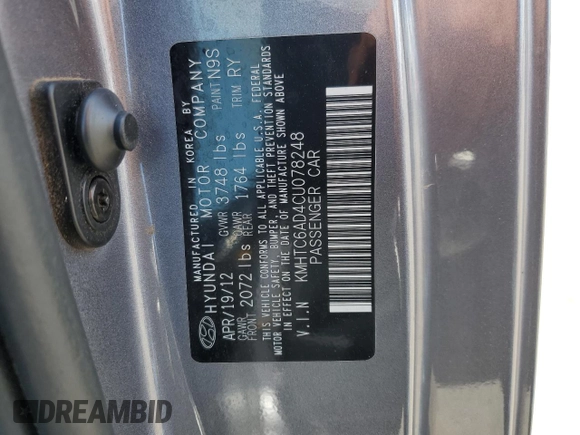 MANUFACTURED IN KOREA BY
HYUNDAI MOTOR COMPANY
APR/19/12 GVWR 3748 lbs PAINT N9S
GAWR FRONT 2072 lbs GAWR REAR 1764 lbs TRIM RY
THIS VEHICLE CONFORMS TO ALL APPLICABLE U.S.A. FEDERAL
MOTOR VEHICLE SAFETY, BUMPER, AND THEFT PREVENTION STANDARDS
IN EFFECT ON THE DATE OF MANUFACTURE SHOWN ABOVE
V.I.N KMHTC6AD4CU078248
PASSENGER CAR
DREAMBID